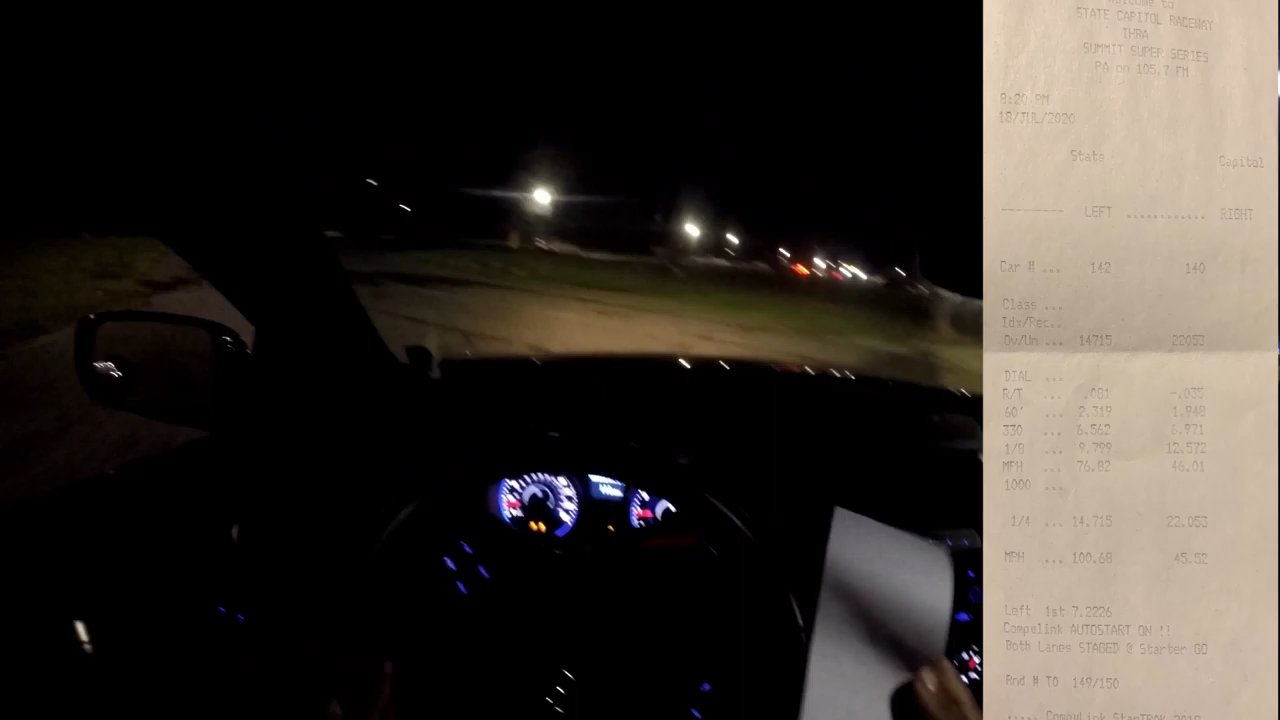 Welcome to
STATE CAPITOL RACEWAY
IHRA
SUMMIT SUPER SERIES
PA on 105.7 FM
8:20 PM
18/JUL/2020
State Capitol
LEFT ............ RIGHT
Car # ... 142 140
Class ...
Idx/Rec..
Ov/Un ... 14715 22053
DIAL ...
R/T ... .081 -.035
60' ... 2.319 1.948
330 ... 6.562 6.971
1/8 ... 9.799 12.572
MPH ... 76.82 46.01
1000 ...
1/4 ... 14.715 22.053
MPH ... 100.68 45.52
Left 1st 7.2226
Compulink AUTOSTART ON !!
Both Lanes STAGED @ Starter GO
Rnd # TO 149/150
CompuLink StarTRAK